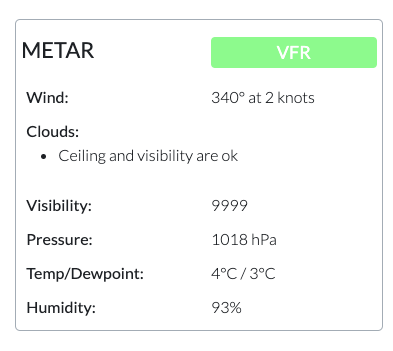 METAR
VFR
Wind: 340° at 2 knots
Clouds:
• Ceiling and visibility are ok
Visibility: 9999
Pressure: 1018 hPa
Temp/Dewpoint: 4°C / 3°C
Humidity: 93%